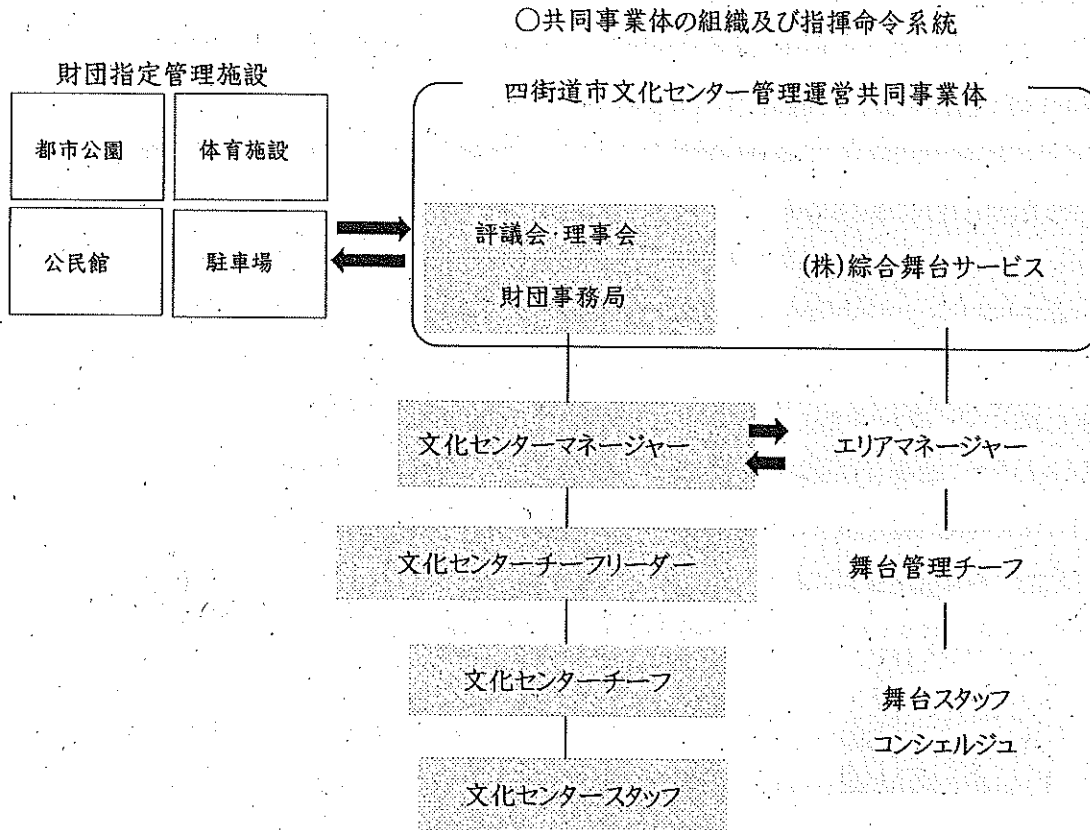 ○共同事業体の組織及び指揮命令系統
財団指定管理施設
都市公園
体育施設
公民館
駐車場
四街道市文化センター管理運営共同事業体
評議会・理事会
財団事務局
(株)綜合舞台サービス
文化センターマネージャー
エリアマネージャー
文化センターチーフリーダー
舞台管理チーフ
文化センターチーフ
舞台スタッフ
コンシェルジュ
文化センタースタッフ